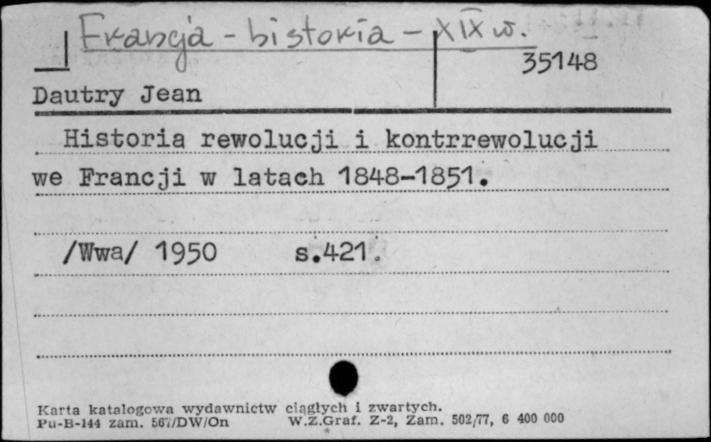 Francja - historia - XIX w.
35148
Dautry Jean
Historia rewolucji i kontrrewolucji
we Francji w latach 1848-1851.
/Wwa/ 1950 s.421.
Karta katalogowa wydawnictw ciągłych i zwartych.
Pu-B-144 zam. 567/DW/On W.Z.Graf. Z-2, Zam. 502/77, 6 400 000